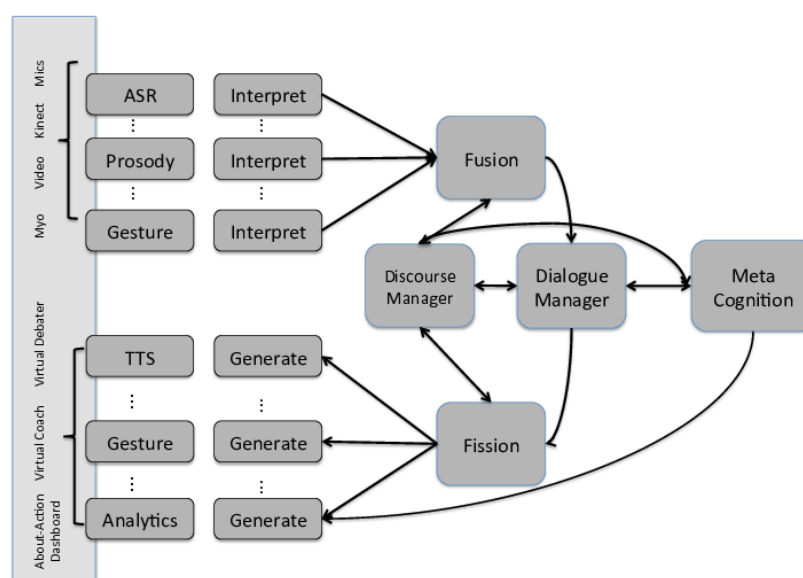 Mics
Kinect
Video
Myo
ASR
Interpret
Prosody
Interpret
Gesture
Interpret
Fusion
Discourse
Manager
Dialogue
Manager
Meta
Cognition
Virtual Debater
Virtual Coach
About-Action
Dashboard
TTS
Generate
Gesture
Generate
Analytics
Generate
Fission